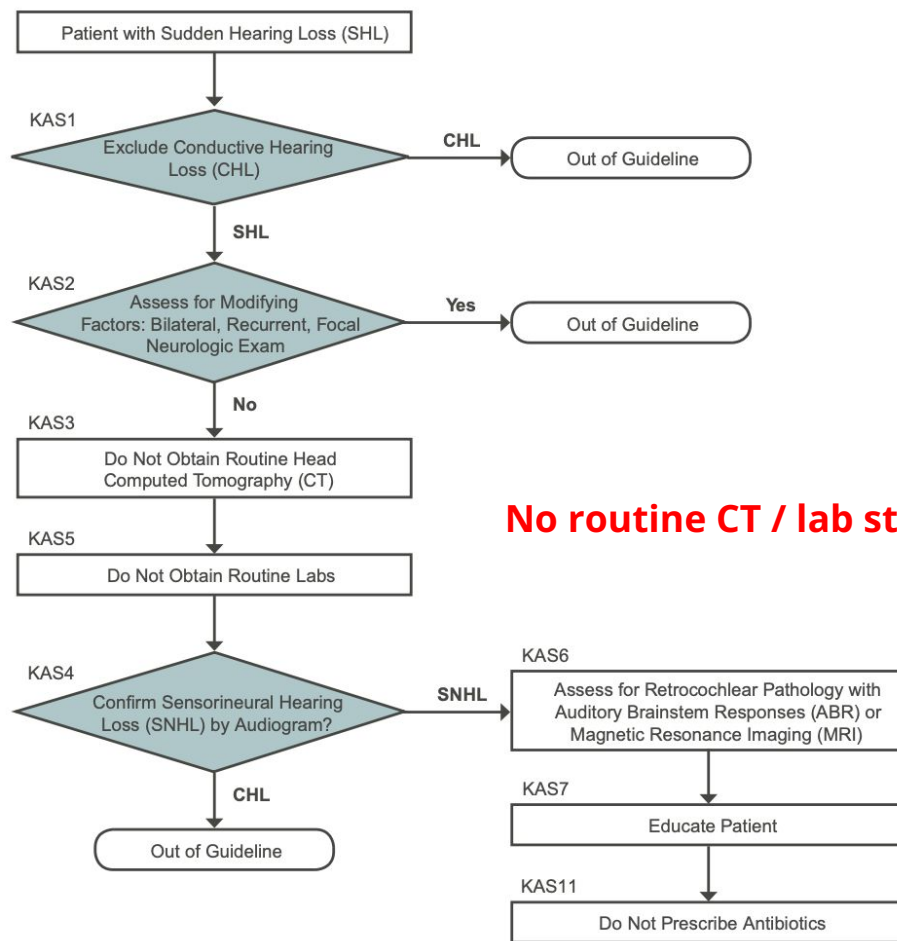 Patient with Sudden Hearing Loss (SHL)
KAS1
Exclude Conductive Hearing
Loss (CHL)
CHL
Out of Guideline
SHL
KAS2
Assess for Modifying
Factors: Bilateral, Recurrent, Focal
Neurologic Exam
Yes
Out of Guideline
No
KAS3
Do Not Obtain Routine Head
Computed Tomography (CT)
No routine CT / lab st
KAS5
Do Not Obtain Routine Labs
KAS4
Confirm Sensorineural Hearing
Loss (SNHL) by Audiogram?
SNHL
KAS6
Assess for Retrocochlear Pathology with
Auditory Brainstem Responses (ABR) or
Magnetic Resonance Imaging (MRI)
CHL
Out of Guideline
KAS7
Educate Patient
KAS11
Do Not Prescribe Antibiotics